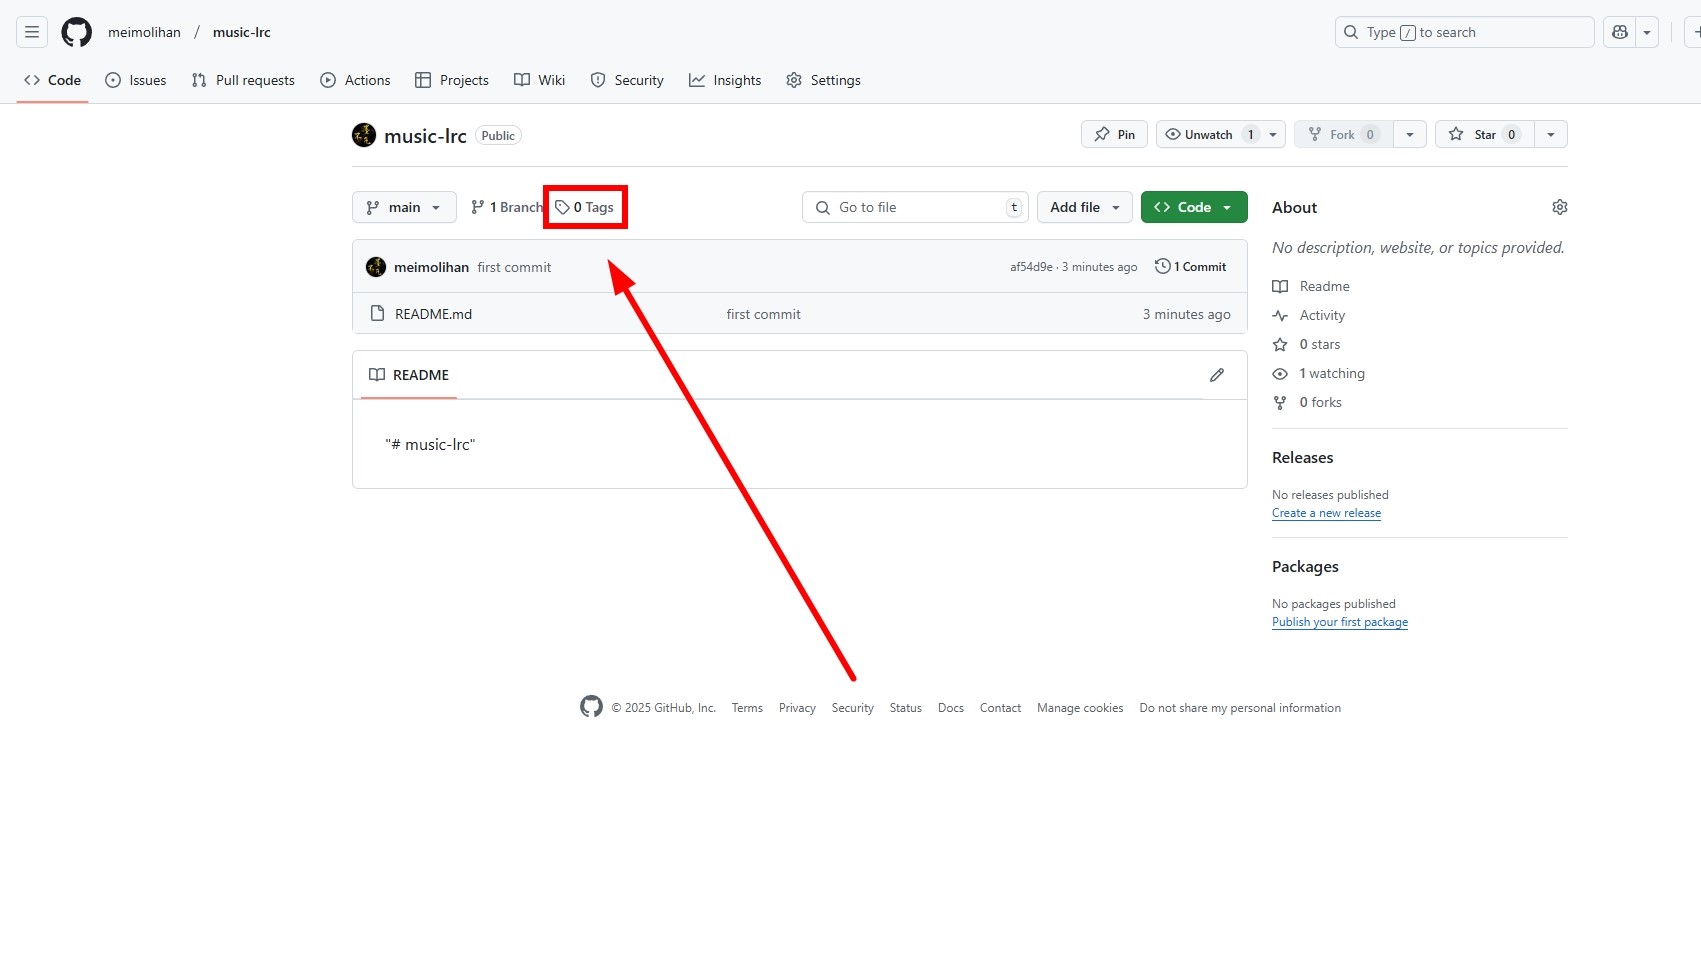 meimolihan / music-lrc
Type / to search
Code Issues Pull requests Actions Projects Wiki Security Insights Settings
music-lrc Public
Pin Unwatch 1 Fork 0 Star 0
main 1 Branch 0 Tags Go to file t Add file Code
meimolihan first commit af54d9e · 3 minutes ago 1 Commit
README.md first commit 3 minutes ago
README
"# music-lrc"
About
No description, website, or topics provided.
Readme
Activity
0 stars
1 watching
0 forks
Releases
No releases published
Create a new release
Packages
No packages published
Publish your first package
© 2025 GitHub, Inc. Terms Privacy Security Status Docs Contact Manage cookies Do not share my personal information